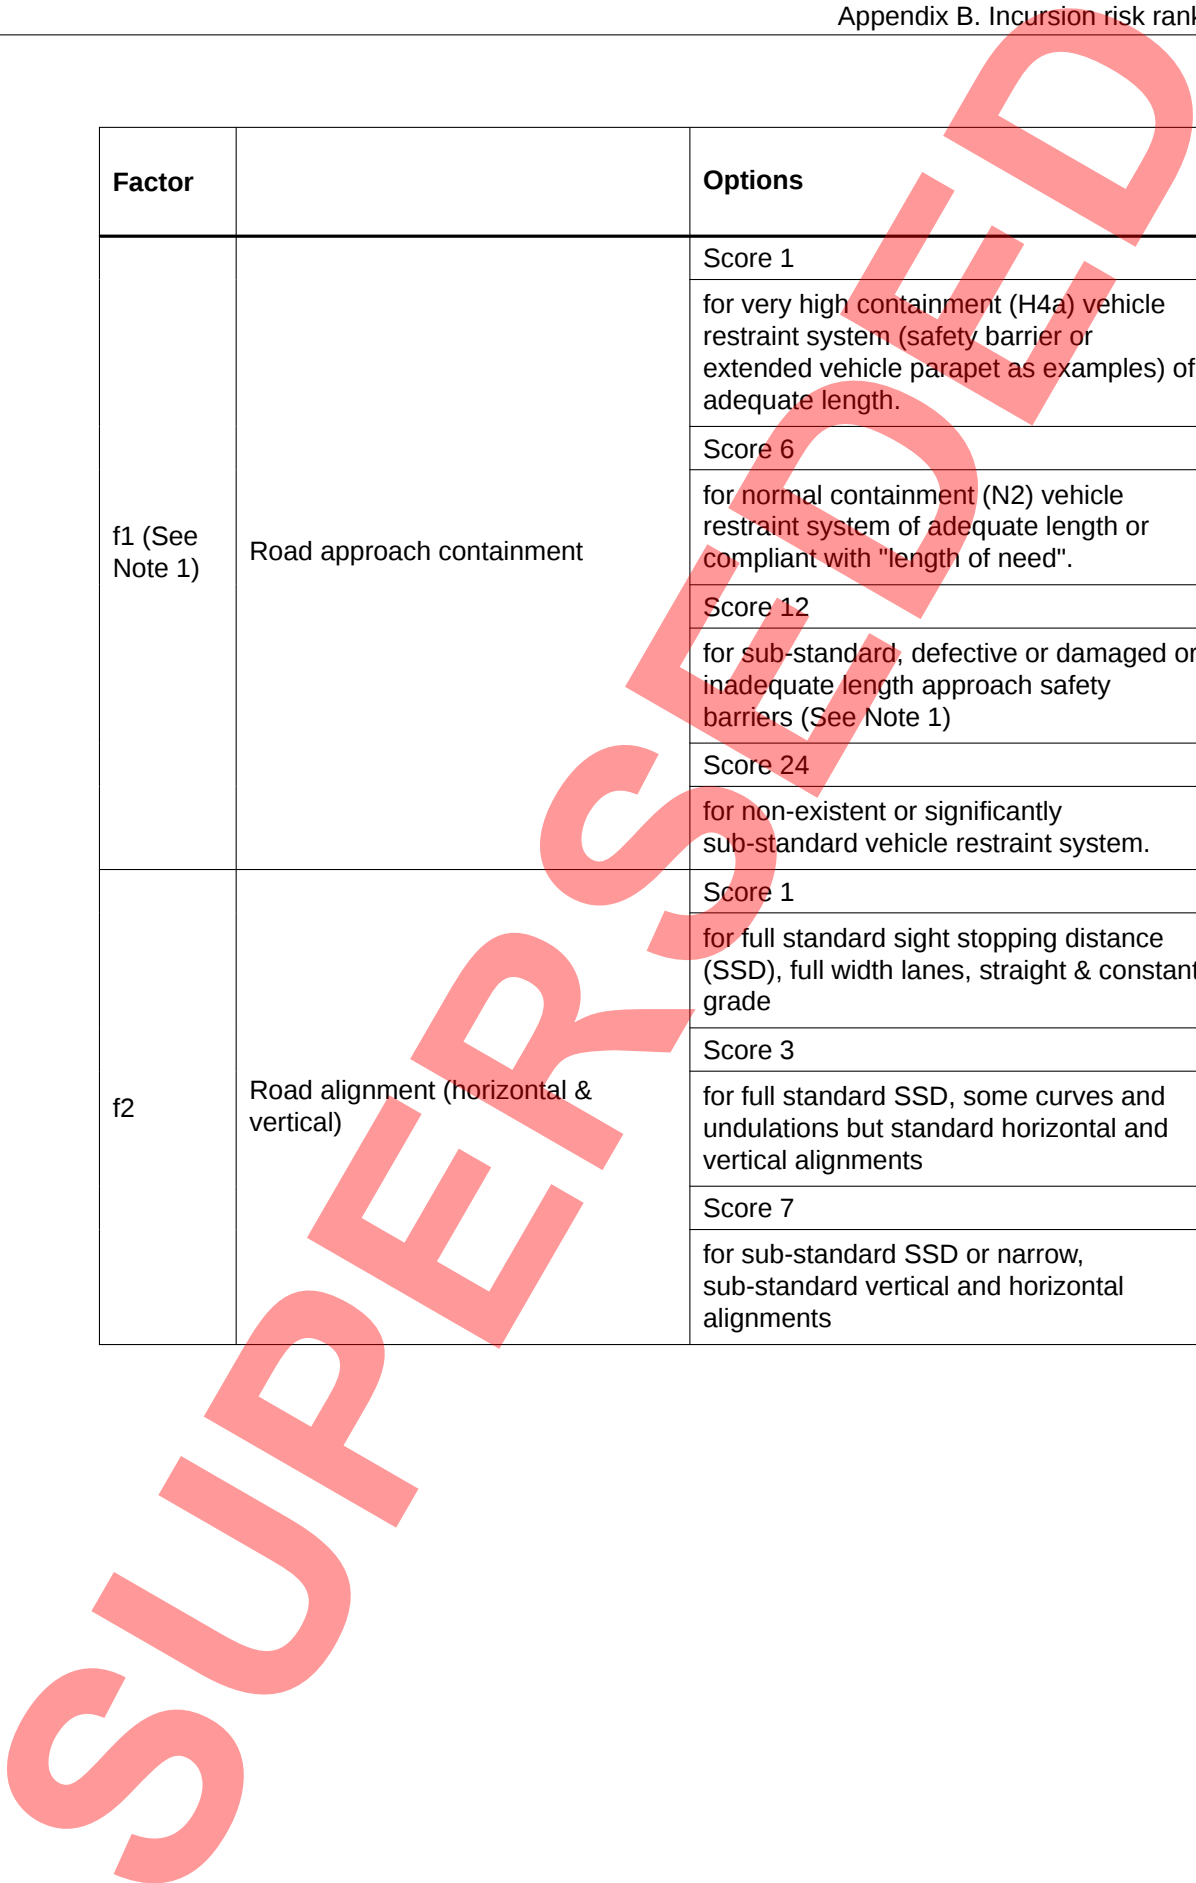 Appendix B. Incursion risk rank
Factor
Options
f1 (See
Note 1)
Road approach containment
Score 1
for very high containment (H4a) vehicle
restraint system (safety barrier or
extended vehicle parapet as examples) of
adequate length.
Score 6
for normal containment (N2) vehicle
restraint system of adequate length or
compliant with "length of need".
Score 12
for sub-standard, defective or damaged or
inadequate length approach safety
barriers (See Note 1)
Score 24
for non-existent or significantly
sub-standard vehicle restraint system.
f2
Road alignment (horizontal &
vertical)
Score 1
for full standard sight stopping distance
(SSD), full width lanes, straight & constant
grade
Score 3
for full standard SSD, some curves and
undulations but standard horizontal and
vertical alignments
Score 7
for sub-standard SSD or narrow,
sub-standard vertical and horizontal
alignments
SUPERSEDED